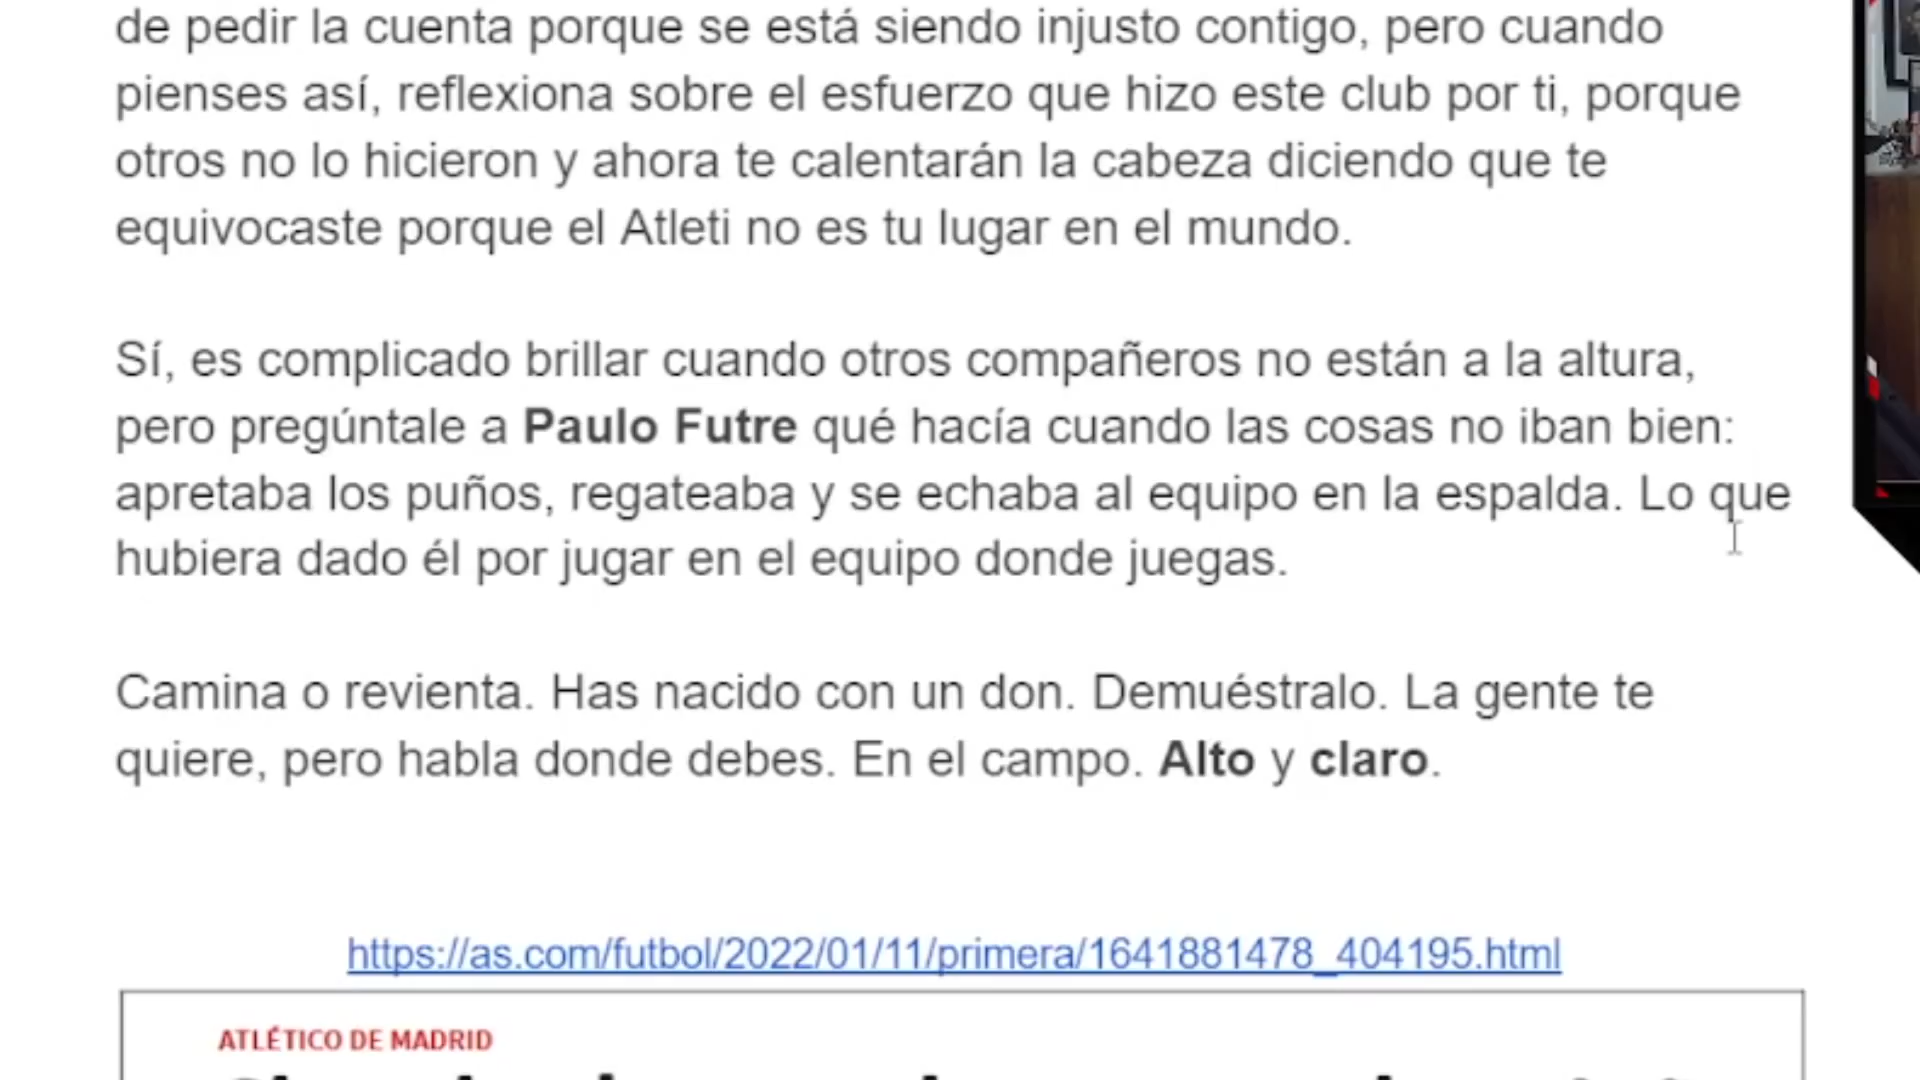 de pedir la cuenta porque se está siendo injusto contigo, pero cuando
pienses así, reflexiona sobre el esfuerzo que hizo este club por ti, porque
otros no lo hicieron y ahora te calentarán la cabeza diciendo que te
equivocaste porque el Atleti no es tu lugar en el mundo.
Sí, es complicado brillar cuando otros compañeros no están a la altura,
pero pregúntale a Paulo Futre qué hacía cuando las cosas no iban bien:
apretaba los puños, regateaba y se echaba al equipo en la espalda. Lo que
hubiera dado él por jugar en el equipo donde juegas.
Camina o revienta. Has nacido con un don. Demuéstralo. La gente te
quiere, pero habla donde debes. En el campo. Alto y claro.
https://as.com/futbol/2022/01/11/primera/1641881478_404195.html
ATLÉTICO DE MADRID